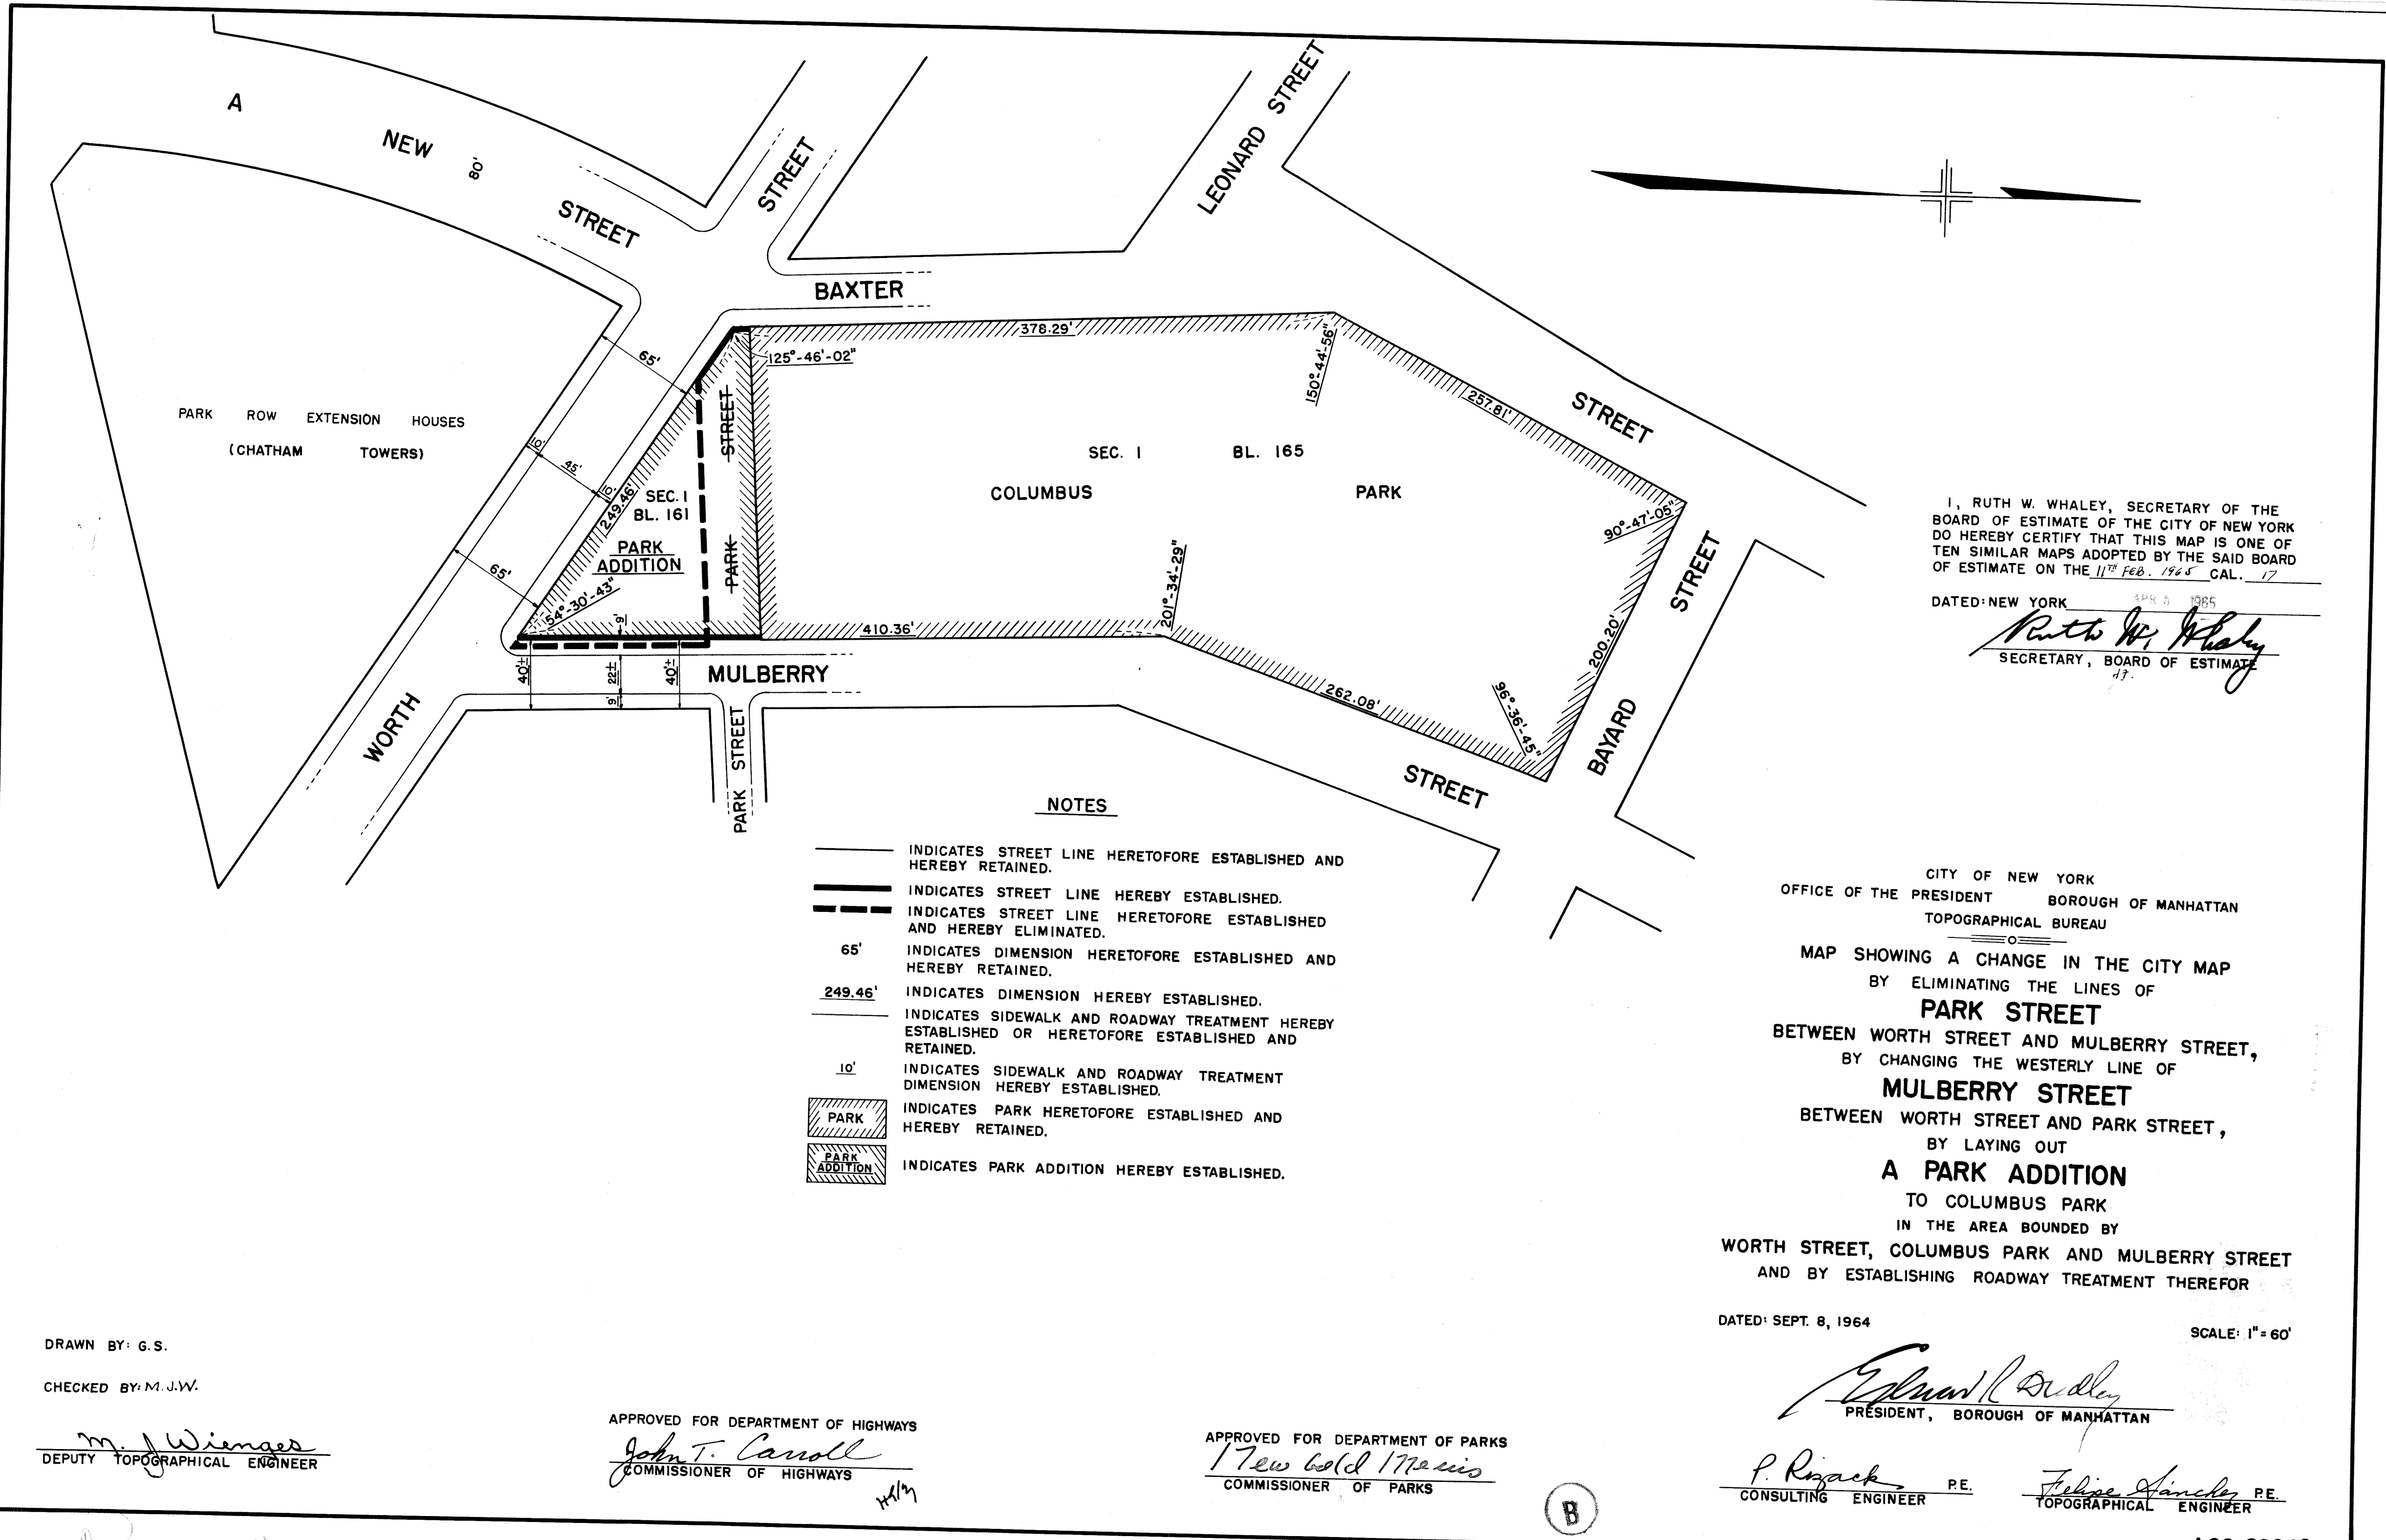 A
NEW
80'
STREET
STREET
LEONARD STREET
BAXTER
65'
378.29'
125°-46'-02"
150°-44'-56"
257.81'
STREET
PARK ROW EXTENSION HOUSES
(CHATHAM TOWERS)
10'
45'
10'
249.46'
STREET
SEC. 1
BL. 161
PARK
ADDITION
PARK
SEC. 1 BL. 165
COLUMBUS PARK
90°-47'-05"
STREET
65'
54°-30'-43"
9'
410.36'
201°-34'-29"
200.20'
40'±
22'±
40'±
9'
MULBERRY
262.08'
96°-36'-45"
BAYARD
WORTH
PARK STREET
STREET
I, RUTH W. WHALEY, SECRETARY OF THE
BOARD OF ESTIMATE OF THE CITY OF NEW YORK
DO HEREBY CERTIFY THAT THIS MAP IS ONE OF
TEN SIMILAR MAPS ADOPTED BY THE SAID BOARD
OF ESTIMATE ON THE 11TH FEB. 1965 CAL. 17
DATED: NEW YORK APR 1965
Ruth W. Whaley
SECRETARY, BOARD OF ESTIMATE
NOTES
INDICATES STREET LINE HERETOFORE ESTABLISHED AND
HEREBY RETAINED.
INDICATES STREET LINE HEREBY ESTABLISHED.
INDICATES STREET LINE HERETOFORE ESTABLISHED
AND HEREBY ELIMINATED.
65' INDICATES DIMENSION HERETOFORE ESTABLISHED AND
HEREBY RETAINED.
249.46' INDICATES DIMENSION HEREBY ESTABLISHED.
INDICATES SIDEWALK AND ROADWAY TREATMENT HEREBY
ESTABLISHED OR HERETOFORE ESTABLISHED AND
RETAINED.
10' INDICATES SIDEWALK AND ROADWAY TREATMENT
DIMENSION HEREBY ESTABLISHED.
PARK INDICATES PARK HERETOFORE ESTABLISHED AND
HEREBY RETAINED.
PARK
ADDITION INDICATES PARK ADDITION HEREBY ESTABLISHED.
CITY OF NEW YORK
OFFICE OF THE PRESIDENT BOROUGH OF MANHATTAN
TOPOGRAPHICAL BUREAU
MAP SHOWING A CHANGE IN THE CITY MAP
BY ELIMINATING THE LINES OF
PARK STREET
BETWEEN WORTH STREET AND MULBERRY STREET,
BY CHANGING THE WESTERLY LINE OF
MULBERRY STREET
BETWEEN WORTH STREET AND PARK STREET,
BY LAYING OUT
A PARK ADDITION
TO COLUMBUS PARK
IN THE AREA BOUNDED BY
WORTH STREET, COLUMBUS PARK AND MULBERRY STREET
AND BY ESTABLISHING ROADWAY TREATMENT THEREFOR
DATED: SEPT. 8, 1964 SCALE: 1"=60'
Edward R Dudley
PRESIDENT, BOROUGH OF MANHATTAN
P. Rizack P.E.
CONSULTING ENGINEER
Felipe Sánchez P.E.
TOPOGRAPHICAL ENGINEER
DRAWN BY: G.S.
CHECKED BY: M.J.W.
M. J Wienges
DEPUTY TOPOGRAPHICAL ENGINEER
APPROVED FOR DEPARTMENT OF HIGHWAYS
John T. Carroll
COMMISSIONER OF HIGHWAYS
APPROVED FOR DEPARTMENT OF PARKS
Newbold Morris
COMMISSIONER OF PARKS
B